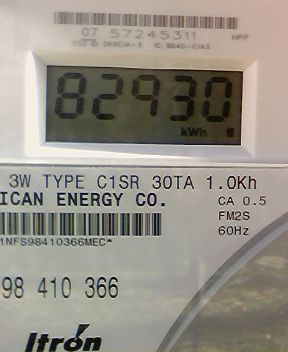 07 57245311
82930
kWh
3W TYPE C1SR 30TA 1.0Kh
ICAN ENERGY CO.
CA 0.5
FM2S
60Hz
1NFS98410366MEC*
98 410 366
Itron